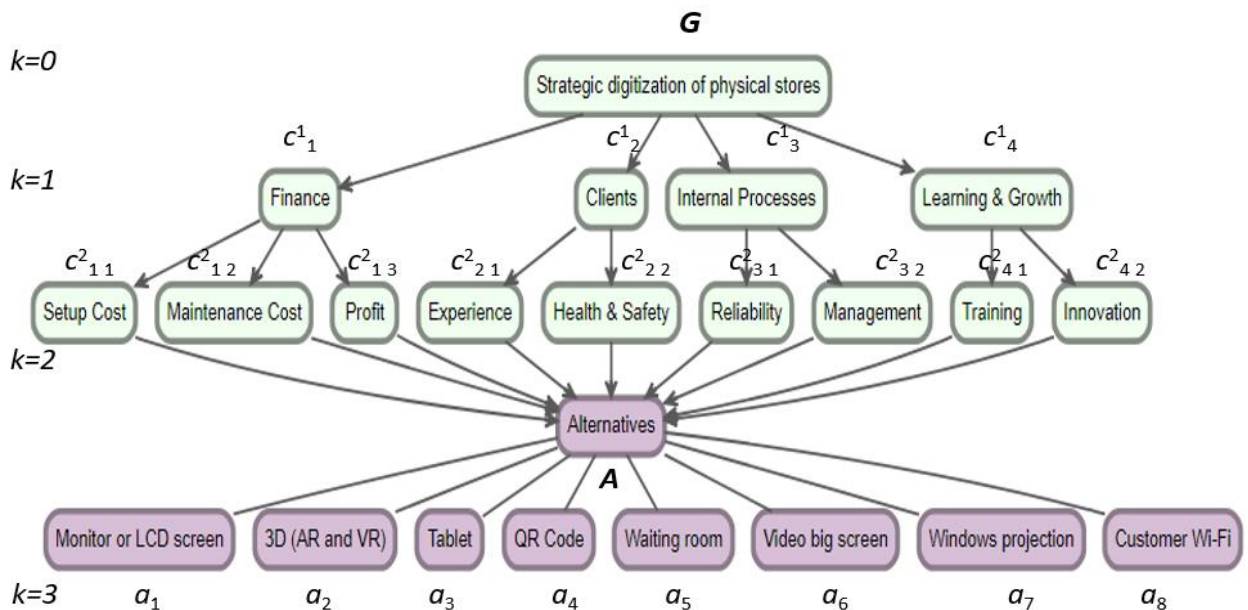 G
k=0
Strategic digitization of physical stores
c¹₁ c¹₂ c¹₃ c¹₄
k=1
Finance Clients Internal Processes Learning & Growth
c²₁ ₁ c²₁ ₂ c²₁ ₃ c²₂ ₁ c²₂ ₂ c²₃ ₁ c²₃ ₂ c²₄ ₁ c²₄ ₂
Setup Cost Maintenance Cost Profit Experience Health & Safety Reliability Management Training Innovation
k=2
Alternatives
A
Monitor or LCD screen 3D (AR and VR) Tablet QR Code Waiting room Video big screen Windows projection Customer Wi-Fi
k=3 a₁ a₂ a₃ a₄ a₅ a₆ a₇ a₈